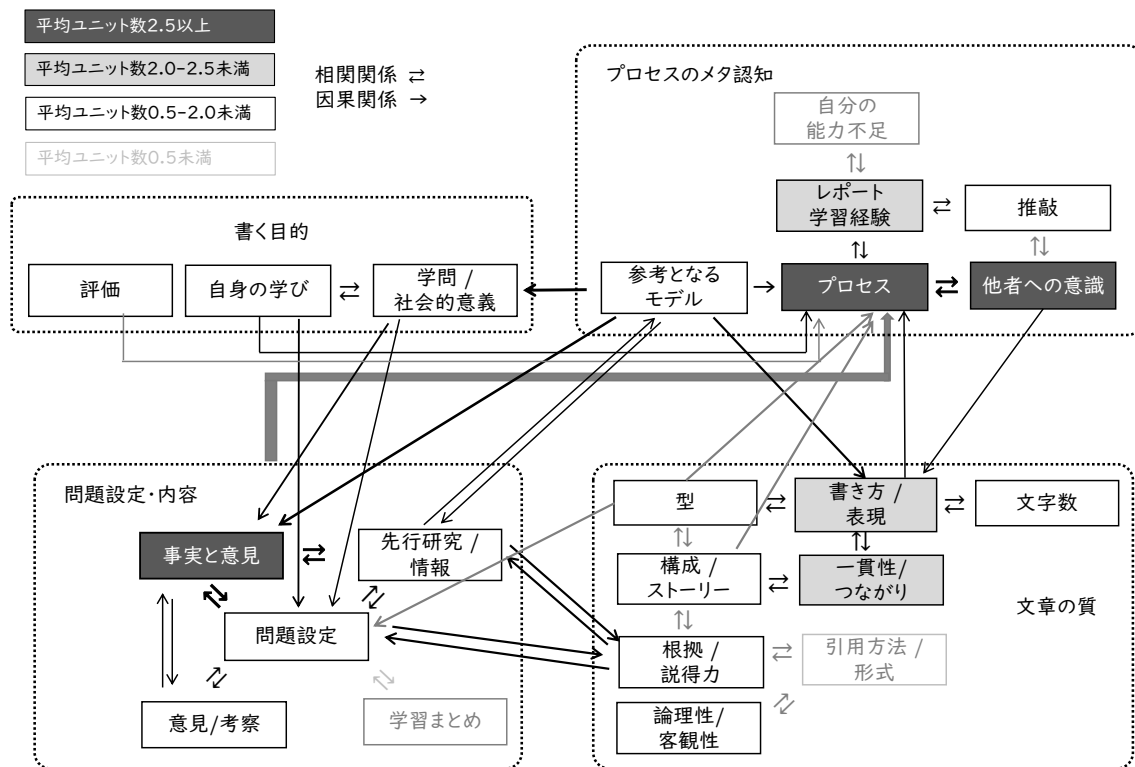 平均ユニット数2.5以上
平均ユニット数2.0-2.5未満
平均ユニット数0.5-2.0未満
平均ユニット数0.5未満
相関関係 ⇄
因果関係 →
プロセスのメタ認知
自分の
能力不足
レポート
学習経験
推敲
参考となる
モデル
プロセス
他者への意識
書く目的
評価
自身の学び
学問 /
社会的意義
問題設定・内容
事実と意見
先行研究 /
情報
問題設定
意見/考察
学習まとめ
型
書き方 /
表現
文字数
構成 /
ストーリー
一貫性/
つながり
文章の質
根拠 /
説得力
引用方法 /
形式
論理性/
客観性